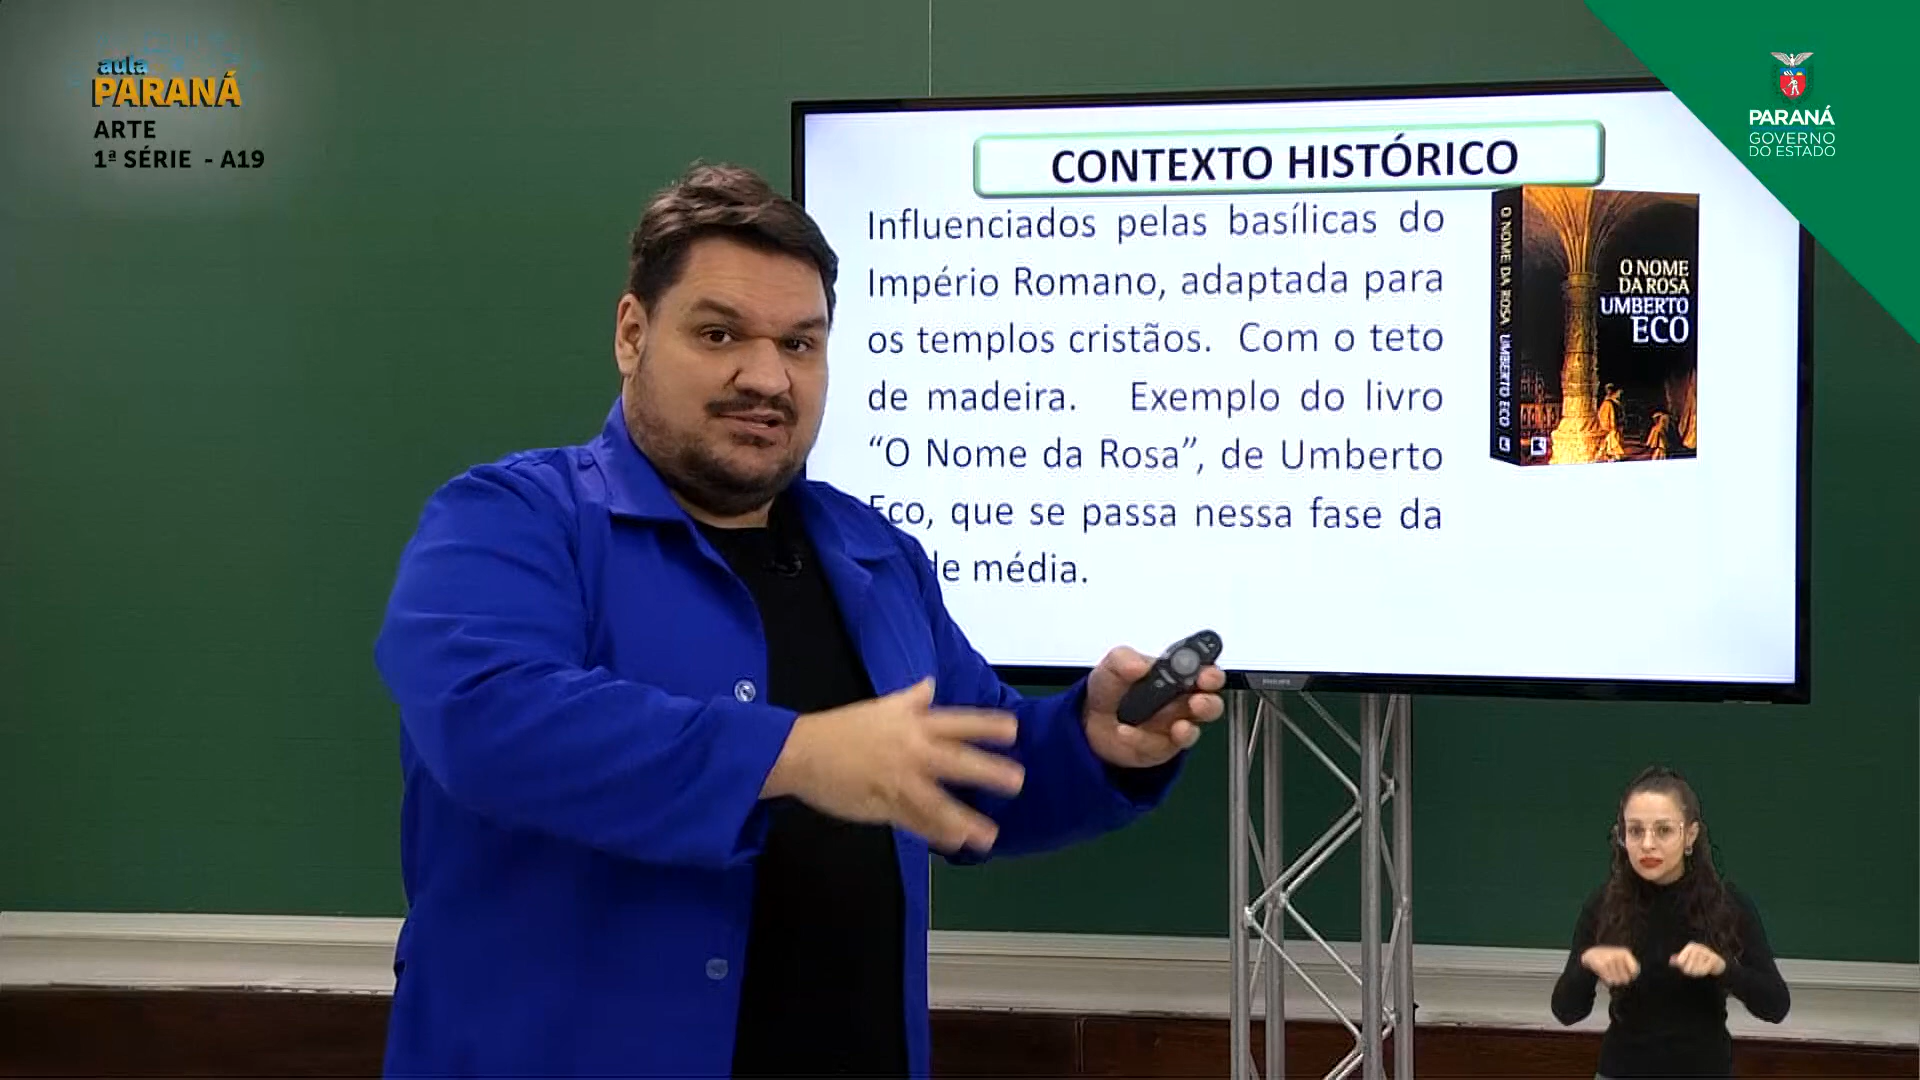 aula
PARANÁ
ARTE
1ª SÉRIE - A19
PARANÁ
GOVERNO
DO ESTADO
CONTEXTO HISTÓRICO
Influenciados pelas basílicas do
Império Romano, adaptada para
os templos cristãos. Com o teto
de madeira. Exemplo do livro
“O Nome da Rosa”, de Umberto
Eco, que se passa nessa fase da
de média.
O NOME DA ROSA UMBERTO ECO
O NOME
DA ROSA
UMBERTO
ECO
PHILIPS